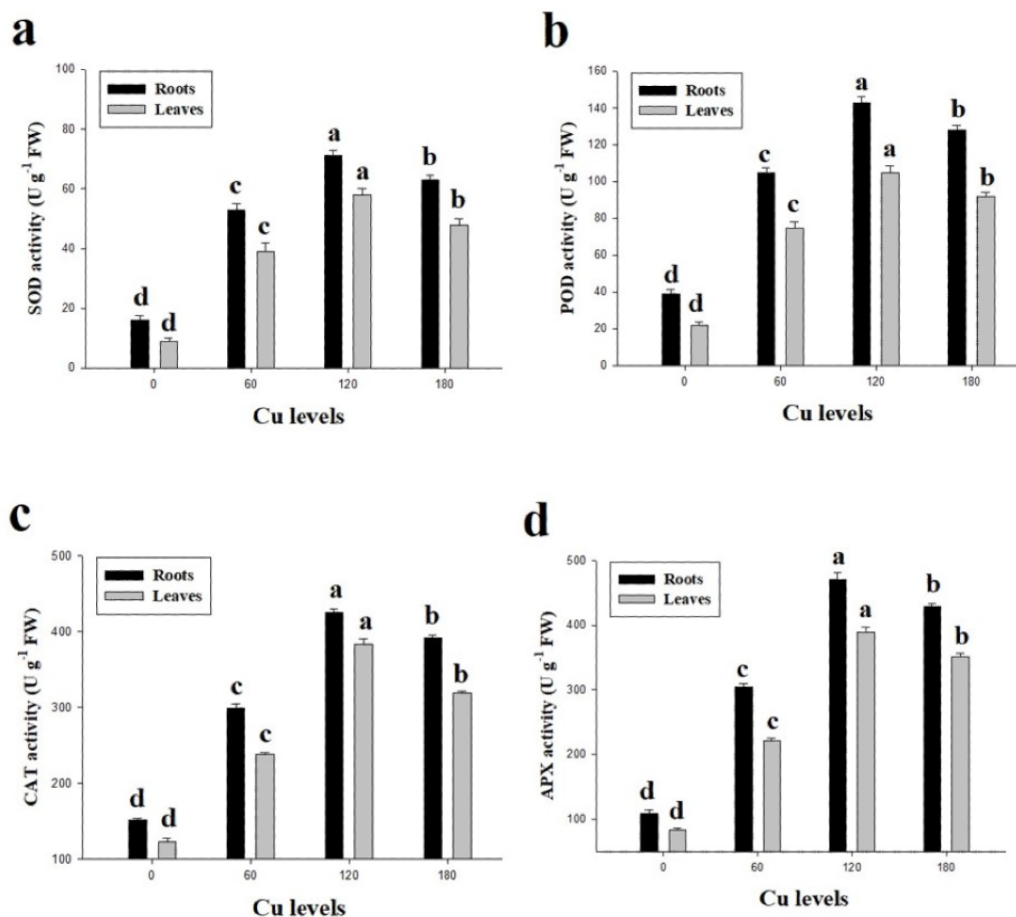 a
Roots
Leaves
SOD activity (U g⁻¹ FW)
100
80
60
40
20
0
d
d
c
c
a
a
b
b
0
60
120
180
Cu levels
b
Roots
Leaves
POD activity (U g⁻¹ FW)
160
140
120
100
80
60
40
20
0
d
d
c
c
a
a
b
b
0
60
120
180
Cu levels
c
Roots
Leaves
CAT activity (U g⁻¹ FW)
500
400
300
200
100
d
d
c
c
a
a
b
b
0
60
120
180
Cu levels
d
Roots
Leaves
APX activity (U g⁻¹ FW)
500
400
300
200
100
d
d
c
c
a
a
b
b
0
60
120
180
Cu levels